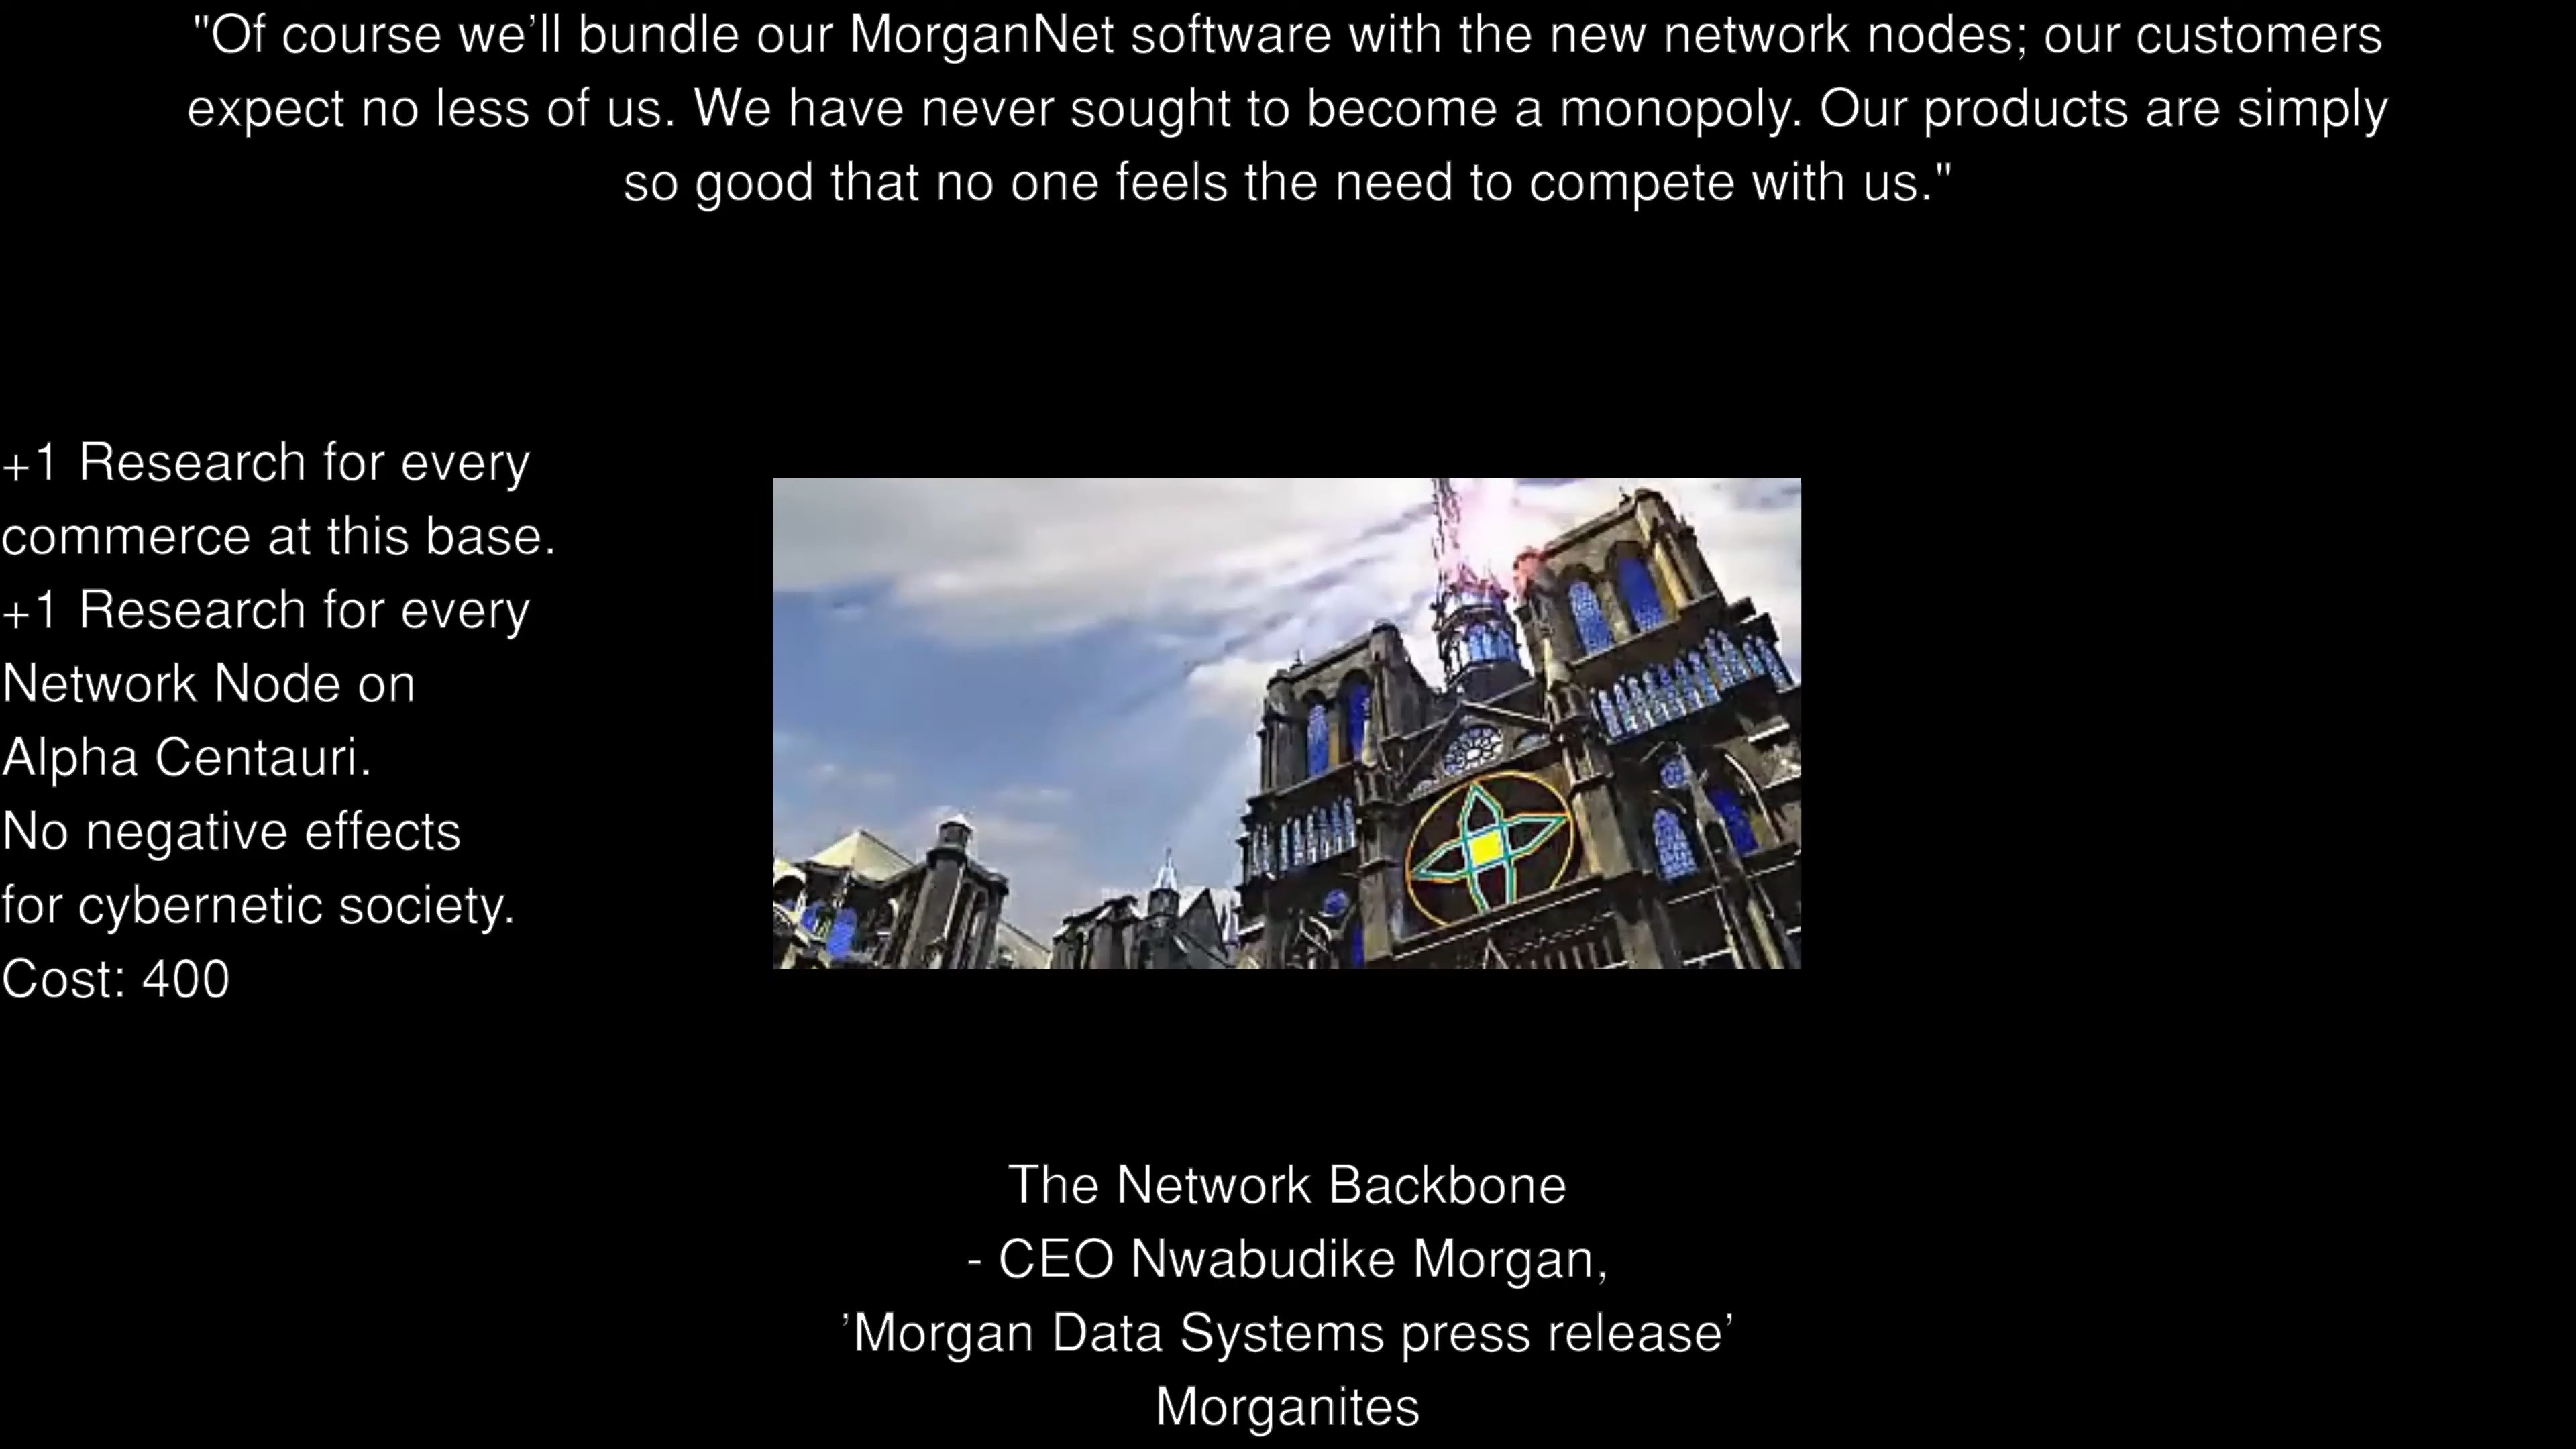 "Of course we’ll bundle our MorganNet software with the new network nodes; our customers
expect no less of us. We have never sought to become a monopoly. Our products are simply
so good that no one feels the need to compete with us."
+1 Research for every
commerce at this base.
+1 Research for every
Network Node on
Alpha Centauri.
No negative effects
for cybernetic society.
Cost: 400
The Network Backbone
- CEO Nwabudike Morgan,
’Morgan Data Systems press release’
Morganites